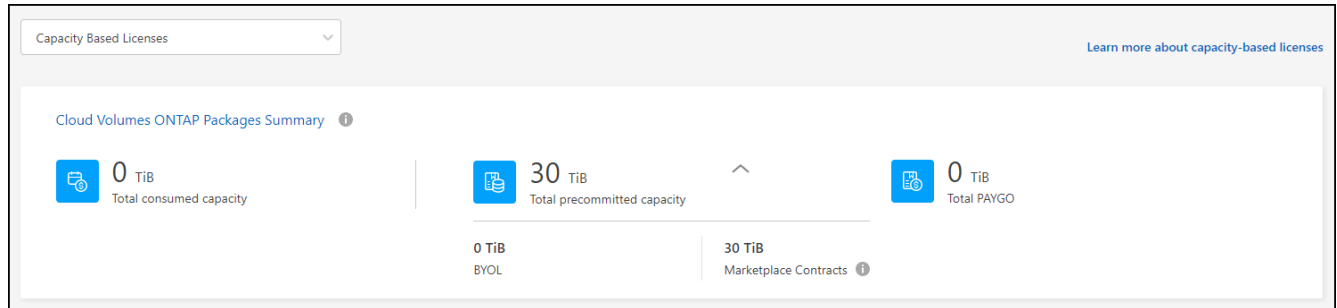 Capacity Based Licenses
Learn more about capacity-based licenses
Cloud Volumes ONTAP Packages Summary
0 TiB
Total consumed capacity
30 TiB
Total precommitted capacity
0 TiB
Total PAYGO
0 TiB
BYOL
30 TiB
Marketplace Contracts